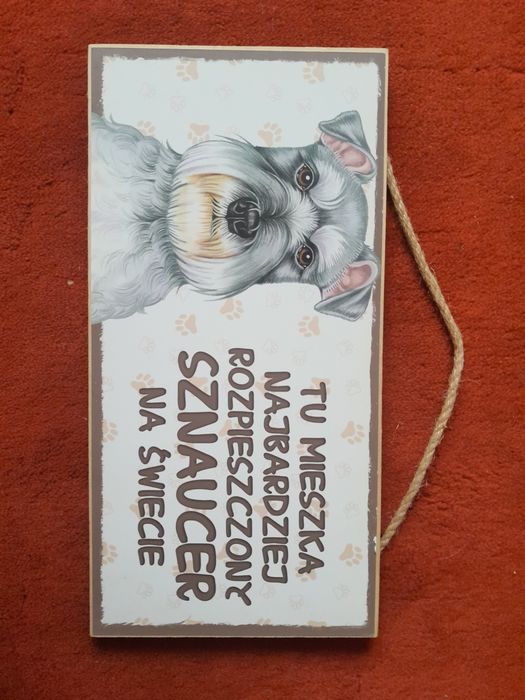 TU MIESZKA
NAJBARDZIEJ
ROZPIESZCZONY
SZNAUCER
NA ŚWIECIE